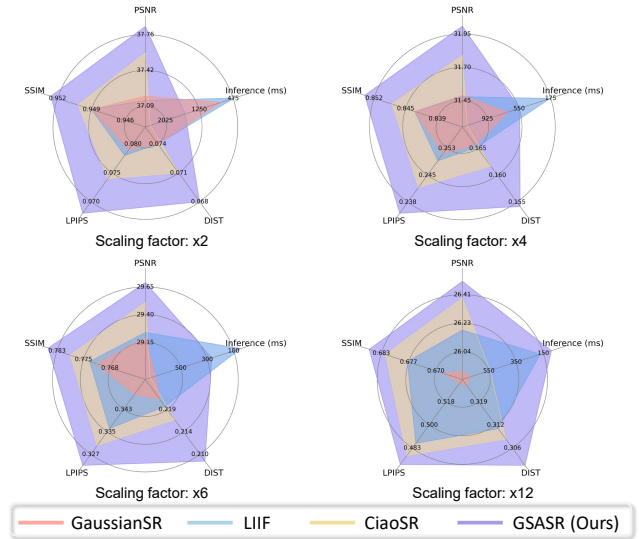 PSNR
37.76
37.42
37.09
SSIM
0.952
0.949
0.946
Inference (ms)
475
1250
2025
0.080
0.075
0.070
LPIPS
0.074
0.071
0.068
DIST
Scaling factor: x2
PSNR
31.95
31.70
31.45
SSIM
0.852
0.845
0.839
Inference (ms)
175
550
925
0.253
0.245
0.238
LPIPS
0.165
0.160
0.155
DIST
Scaling factor: x4
PSNR
29.65
29.40
29.15
SSIM
0.783
0.775
0.768
Inference (ms)
100
300
500
0.343
0.335
0.327
LPIPS
0.219
0.214
0.210
DIST
Scaling factor: x6
PSNR
26.41
26.23
26.04
SSIM
0.683
0.677
0.670
Inference (ms)
150
350
550
0.518
0.500
0.483
LPIPS
0.319
0.312
0.306
DIST
Scaling factor: x12
GaussianSR LIIF CiaoSR GSASR (Ours)